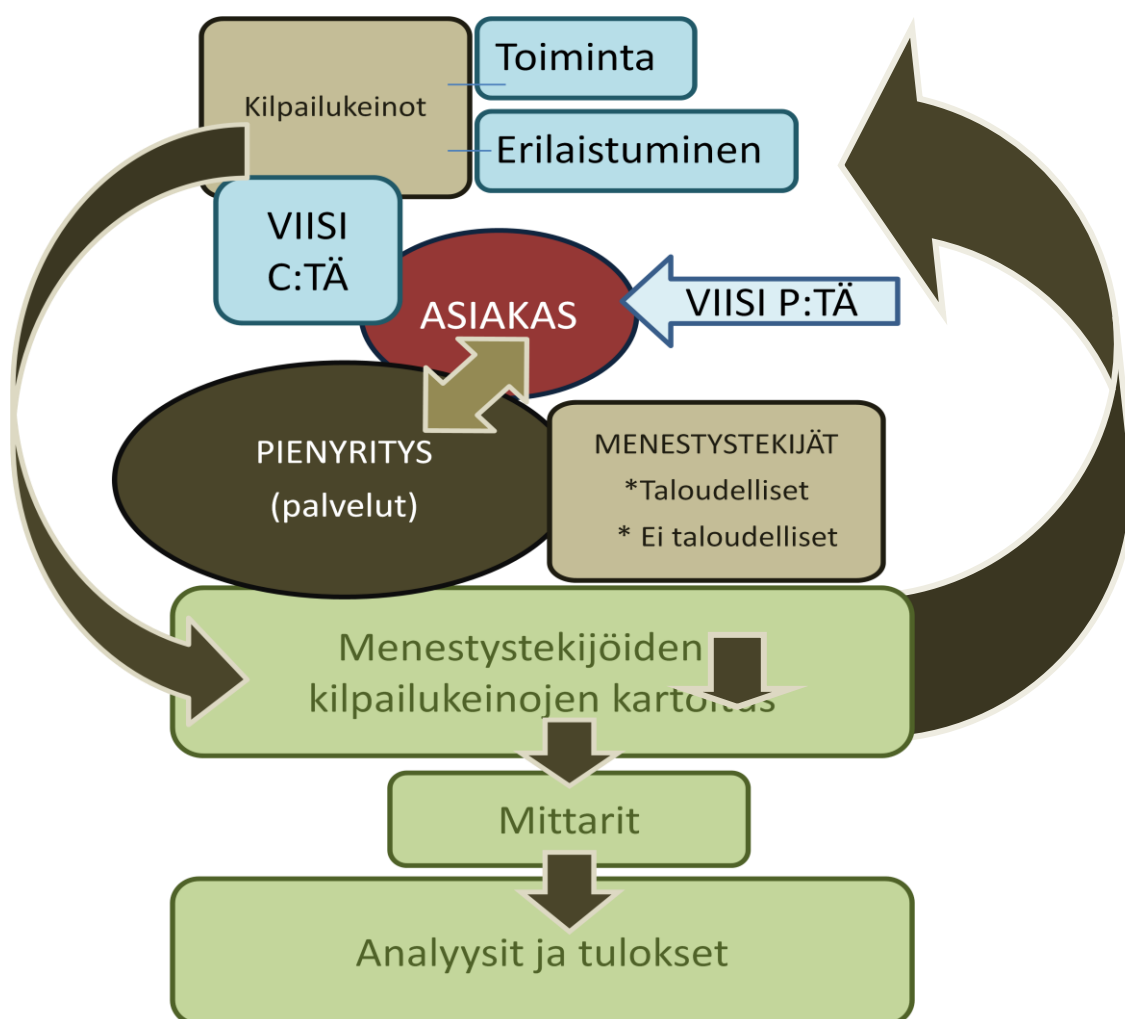 Toiminta
Kilpailukeinot
Erilaistuminen
VIISI
C:TÄ
ASIAKAS
VIISI P:TÄ
PIENYRITYS
(palvelut)
MENESTYSTEKIJÄT
*Taloudelliset
* Ei taloudelliset
Menestystekijöiden
kilpailukeinojen kartoitus
Mittarit
Analyysit ja tulokset